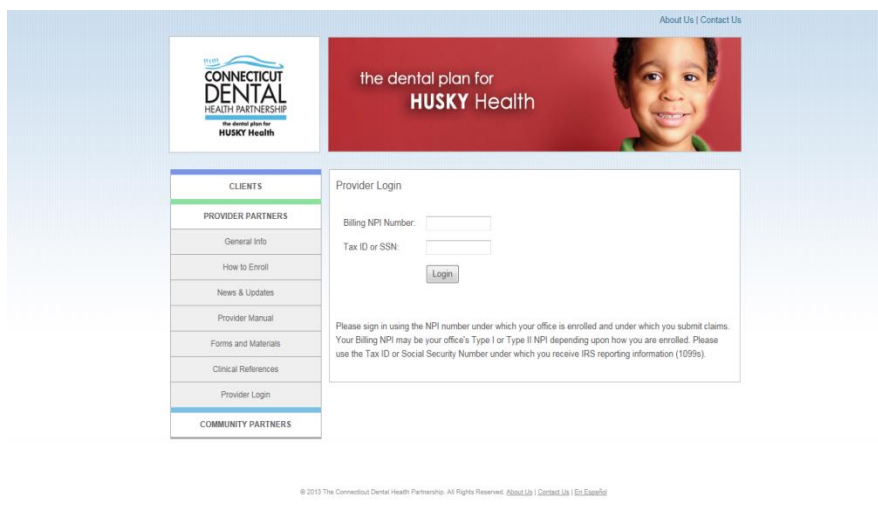 About Us | Contact Us
CONNECTICUT
DENTAL
HEALTH PARTNERSHIP
the dental plan for
HUSKY Health
the dental plan for
HUSKY Health
CLIENTS
PROVIDER PARTNERS
General Info
How to Enroll
News & Updates
Provider Manual
Forms and Materials
Clinical References
Provider Login
COMMUNITY PARTNERS
Provider Login
Billing NPI Number:
Tax ID or SSN:
Login
Please sign in using the NPI number under which your office is enrolled and under which you submit claims.
Your Billing NPI may be your office's Type I or Type II NPI depending upon how you are enrolled. Please
use the Tax ID or Social Security Number under which you receive IRS reporting information (1099s).
© 2013 The Connecticut Dental Health Partnership. All Rights Reserved. About Us | Contact Us | En Español